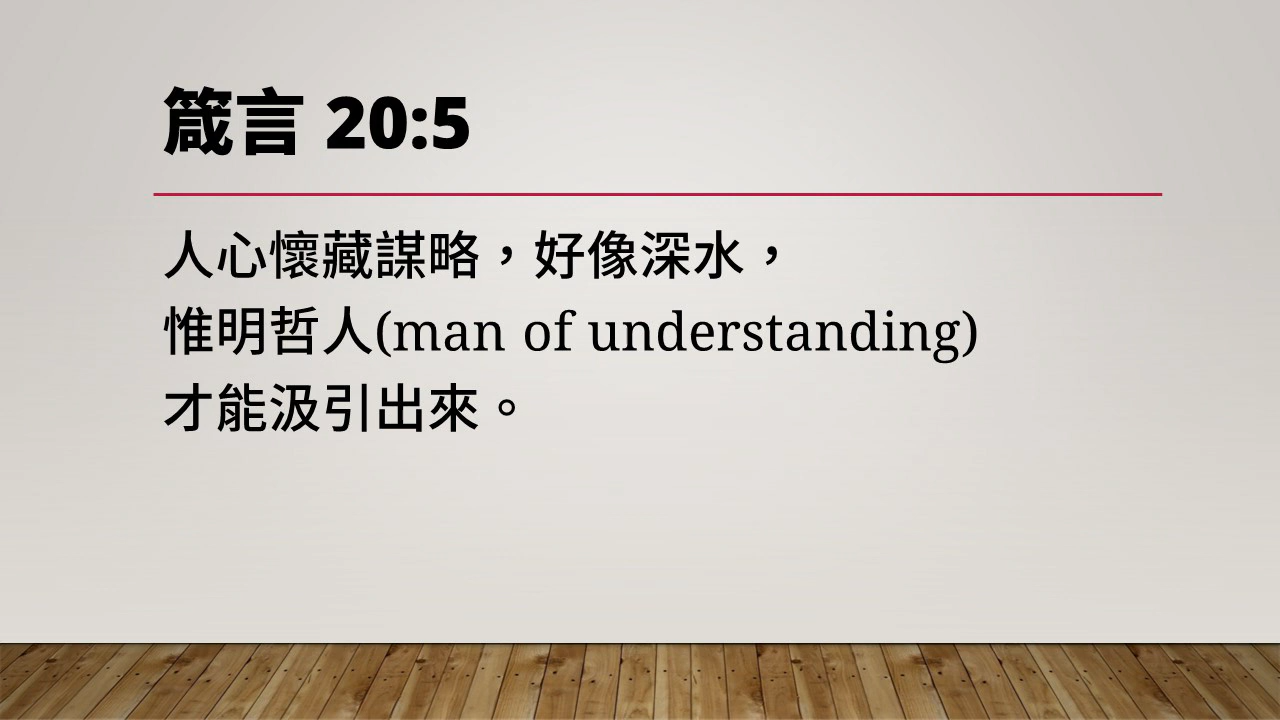 箴言 20:5
人心懷藏謀略，好像深水，
惟明哲人(man of understanding)
才能汲引出來。